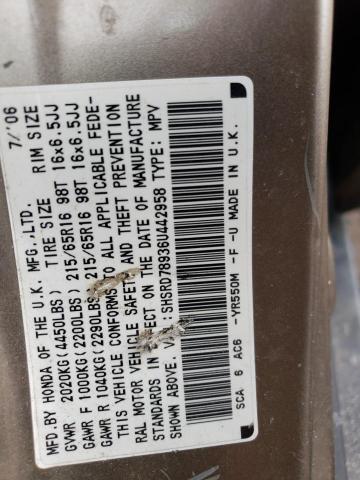 MFD.BY HONDA OF THE U.K. MFG.,LTD. 7/'06
GVWR 2020KG(4450LBS) TIRE SIZE RIM SIZE
GAWR F 1000KG(2200LBS) 215/65R16 98T 16x6.5JJ
GAWR R 1040KG(2290LBS) 215/65R16 98T 16x6.5JJ
THIS VEHICLE CONFORMS TO ALL APPLICABLE FEDE-
RAL MOTOR VEHICLE SAFETY AND THEFT PREVENTION
STANDARDS IN EFFECT ON THE DATE OF MANUFACTURE
SHOWN ABOVE. SHSRD78936U442958 TYPE: MPV
SCA 6 AC6 -YR550M -F -U MADE IN U.K.